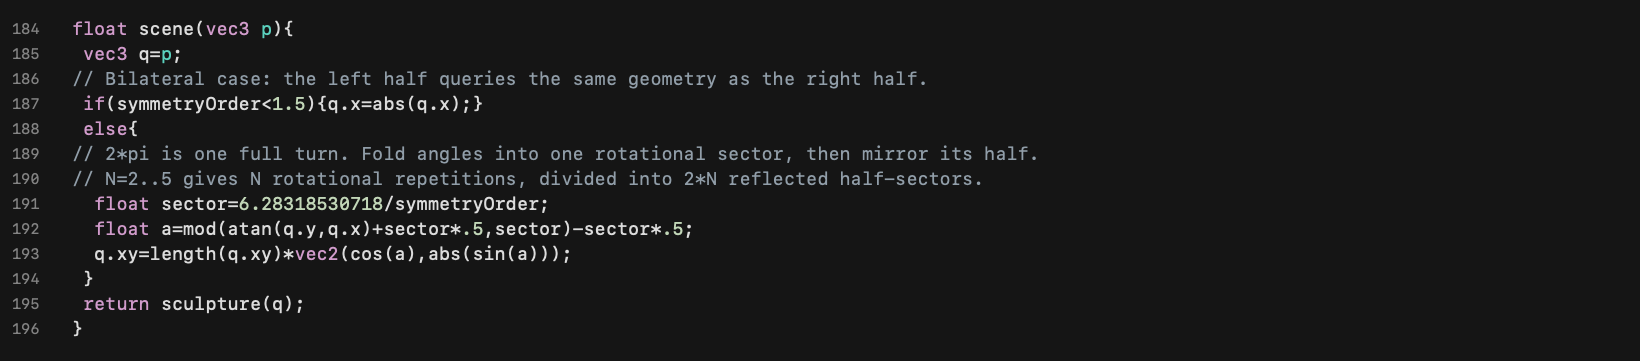 184 float scene(vec3 p){
185 vec3 q=p;
186 // Bilateral case: the left half queries the same geometry as the right half.
187 if(symmetryOrder<1.5){q.x=abs(q.x);}
188 else{
189 // 2*pi is one full turn. Fold angles into one rotational sector, then mirror its half.
190 // N=2..5 gives N rotational repetitions, divided into 2*N reflected half-sectors.
191 float sector=6.28318530718/symmetryOrder;
192 float a=mod(atan(q.y,q.x)+sector*.5,sector)-sector*.5;
193 q.xy=length(q.xy)*vec2(cos(a),abs(sin(a)));
194 }
195 return sculpture(q);
196 }